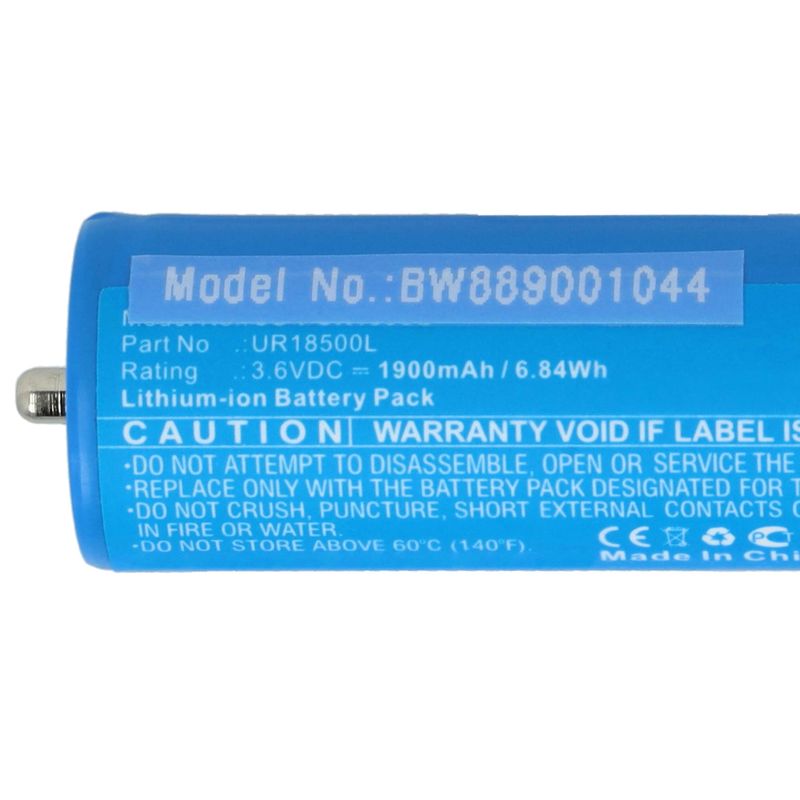 Model No.:BW889001044
Part No .:UR18500L
Rating .:3.6VDC ⎓ 1900mAh / 6.84Wh
Lithium-ion Battery Pack
CAUTION| WARRANTY VOID IF LABEL IS
·DO NOT ATTEMPT TO DISASSEMBLE, OPEN OR SERVICE THE
·REPLACE ONLY WITH THE BATTERY PACK DESIGNATED FOR
·DO NOT CRUSH, PUNCTURE, SHORT EXTERNAL CONTACTS
IN FIRE OR WATER.
·DO NOT STORE ABOVE 60°C (140°F).
CE
Made In